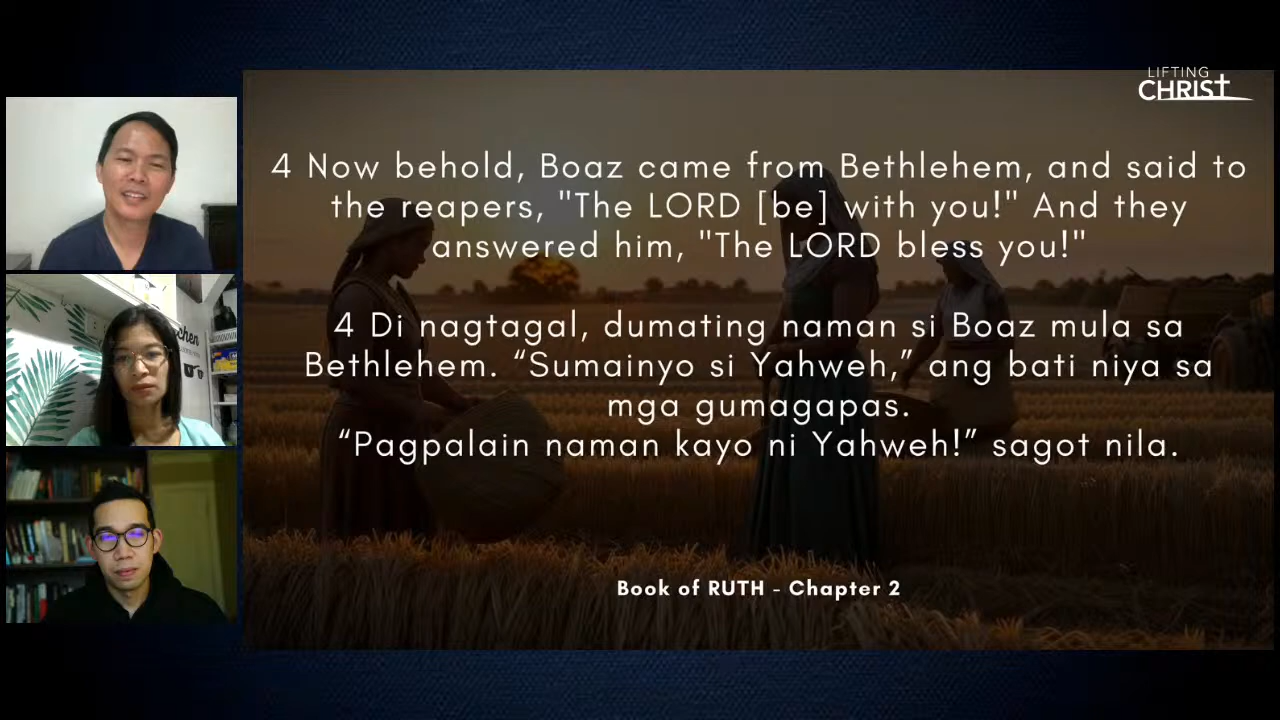 LIFTING
CHRIST
4 Now behold, Boaz came from Bethlehem, and said to
the reapers, "The LORD [be] with you!" And they
answered him, "The LORD bless you!"
4 Di nagtagal, dumating naman si Boaz mula sa
Bethlehem. “Sumainyo si Yahweh,” ang bati niya sa
mga gumagapas.
“Pagpalain naman kayo ni Yahweh!” sagot nila.
Book of RUTH - Chapter 2